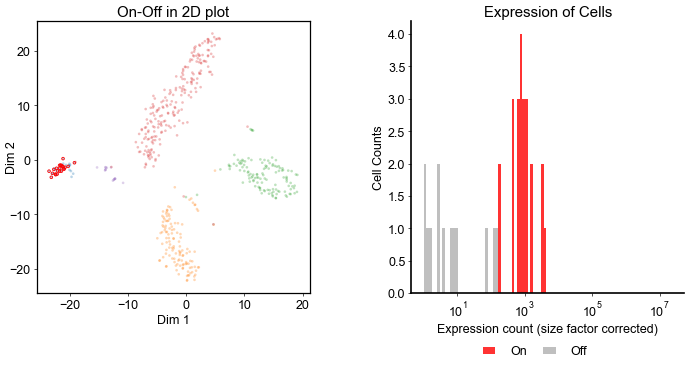 On-Off in 2D plot
20
10
0
−10
−20
Dim 2
−20 −10 0 10 20
Dim 1
Expression of Cells
4.0
3.5
3.0
2.5
2.0
1.5
1.0
0.5
0.0
Cell Counts
10^1 10^3 10^5 10^7
Expression count (size factor corrected)
On Off